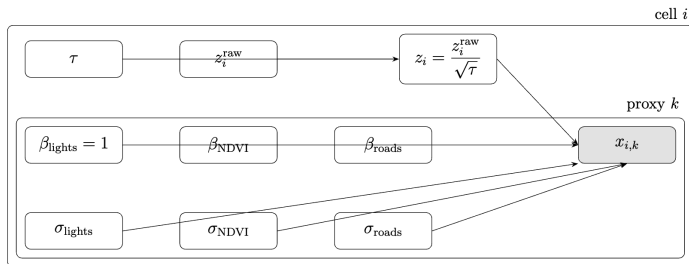 cell i
τ z_i^raw z_i = z_i^raw / √τ
proxy k
β_lights = 1 β_NDVI β_roads x_{i,k}
σ_lights σ_NDVI σ_roads